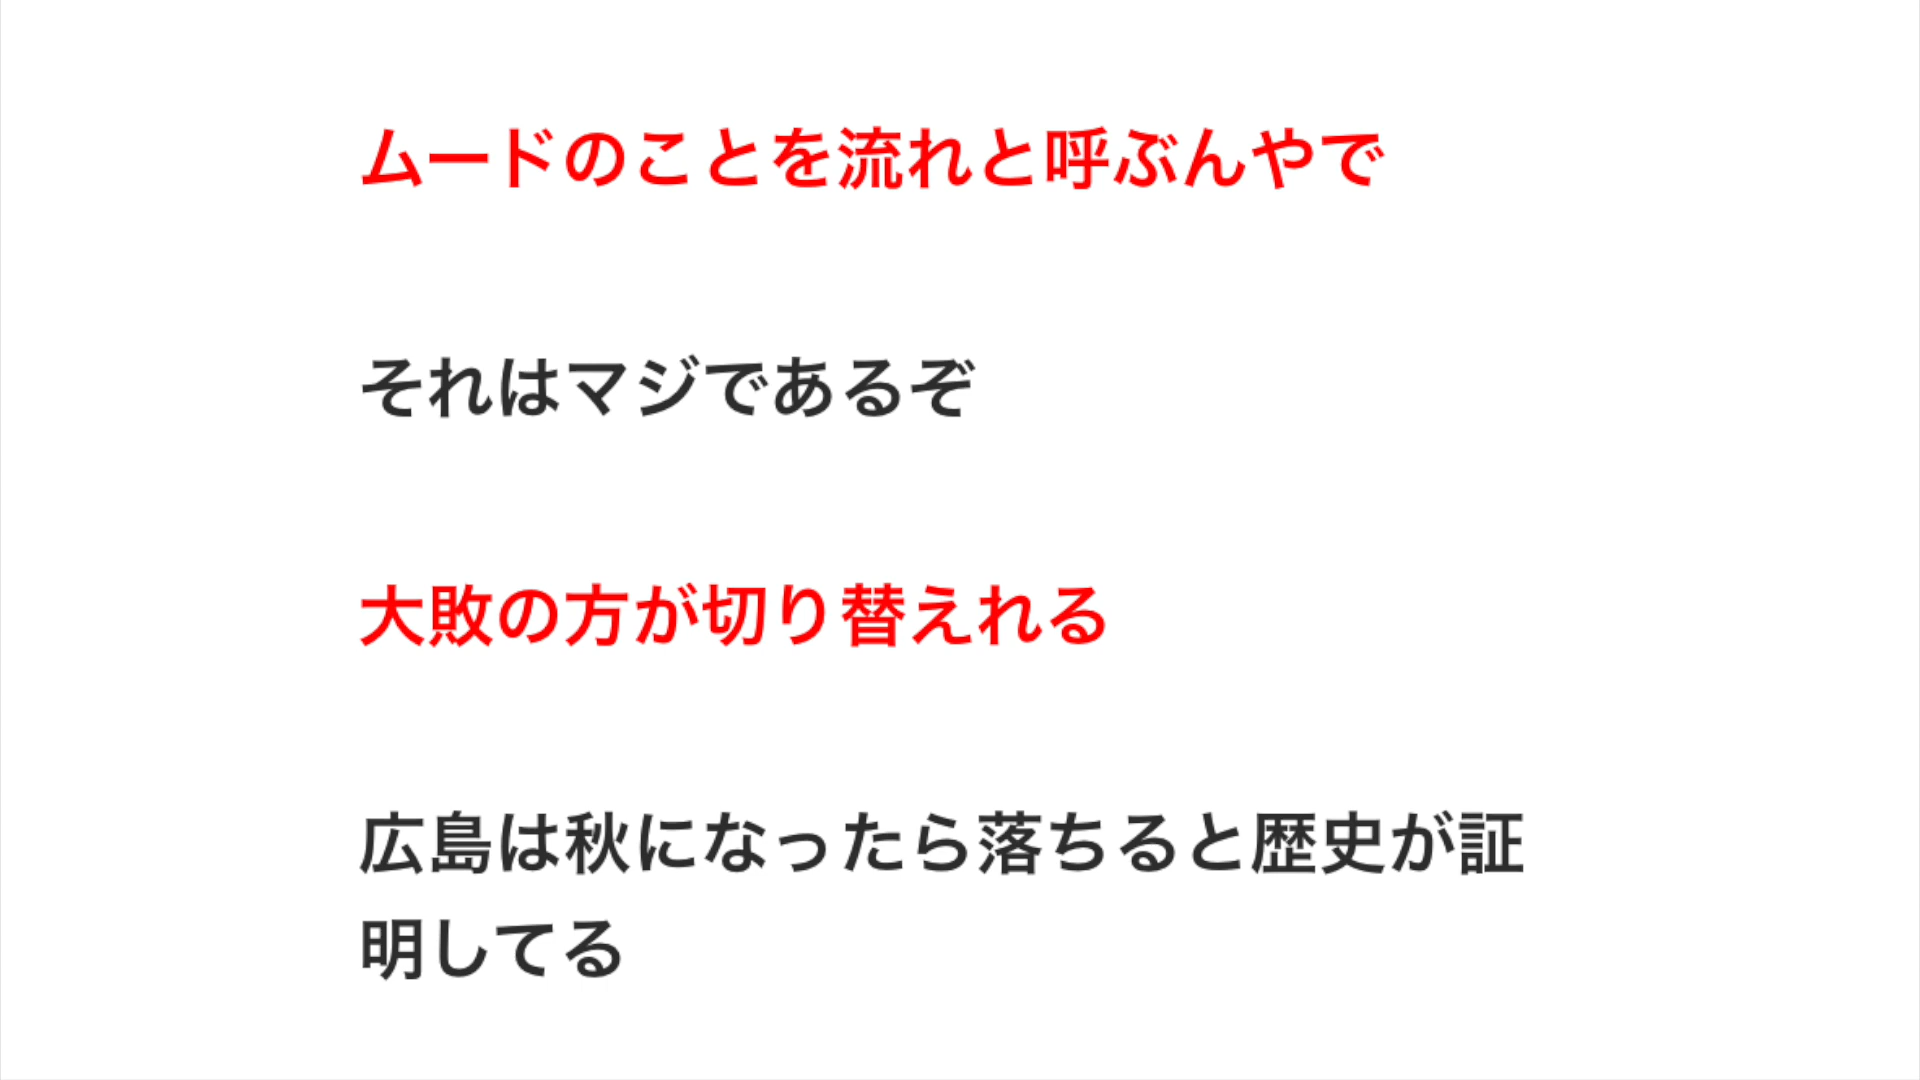 ムードのことを流れと呼ぶんやで
それはマジであるぞ
大敗の方が切り替えれる
広島は秋になったら落ちると歴史が証
明してる